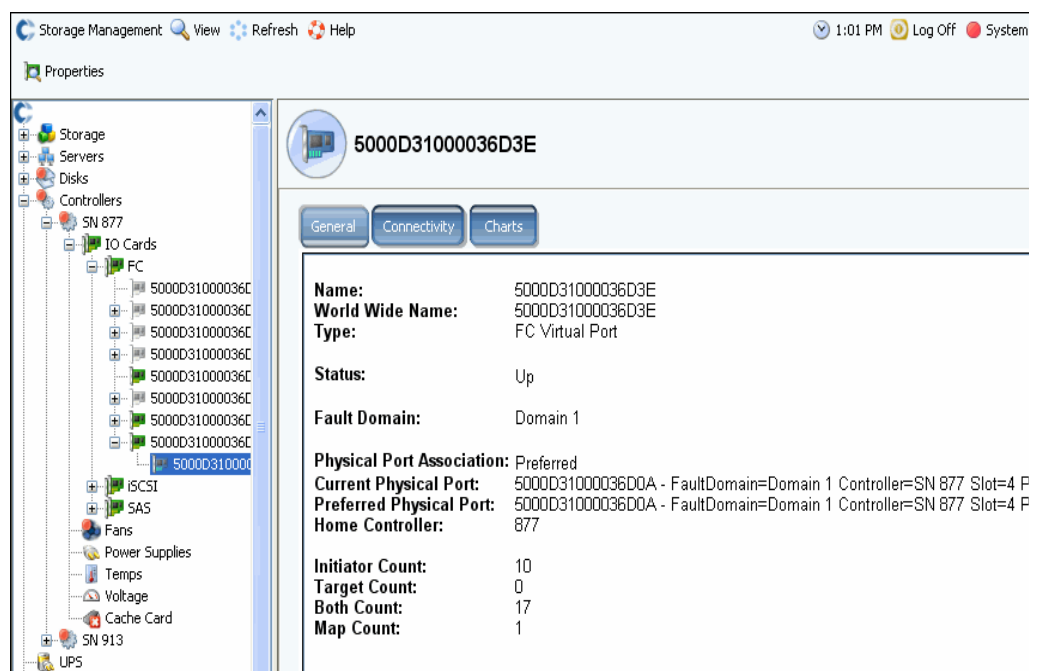 Storage Management View Refresh Help 1:01 PM Log Off System
Properties
Storage
Servers
Disks
Controllers
SN 877
IO Cards
FC
5000D31000036D
5000D31000036D
5000D31000036D
5000D31000036D
5000D31000036D
5000D31000036D
5000D31000036D
5000D31000036D
5000D31000
iSCSI
SAS
Fans
Power Supplies
Temps
Voltage
Cache Card
SN 913
UPS
5000D31000036D3E
General Connectivity Charts
Name: 5000D31000036D3E
World Wide Name: 5000D31000036D3E
Type: FC Virtual Port
Status: Up
Fault Domain: Domain 1
Physical Port Association: Preferred
Current Physical Port: 5000D31000036D0A - FaultDomain=Domain 1 Controller=SN 877 Slot=4 P
Preferred Physical Port: 5000D31000036D0A - FaultDomain=Domain 1 Controller=SN 877 Slot=4 P
Home Controller: 877
Initiator Count: 10
Target Count: 0
Both Count: 17
Map Count: 1